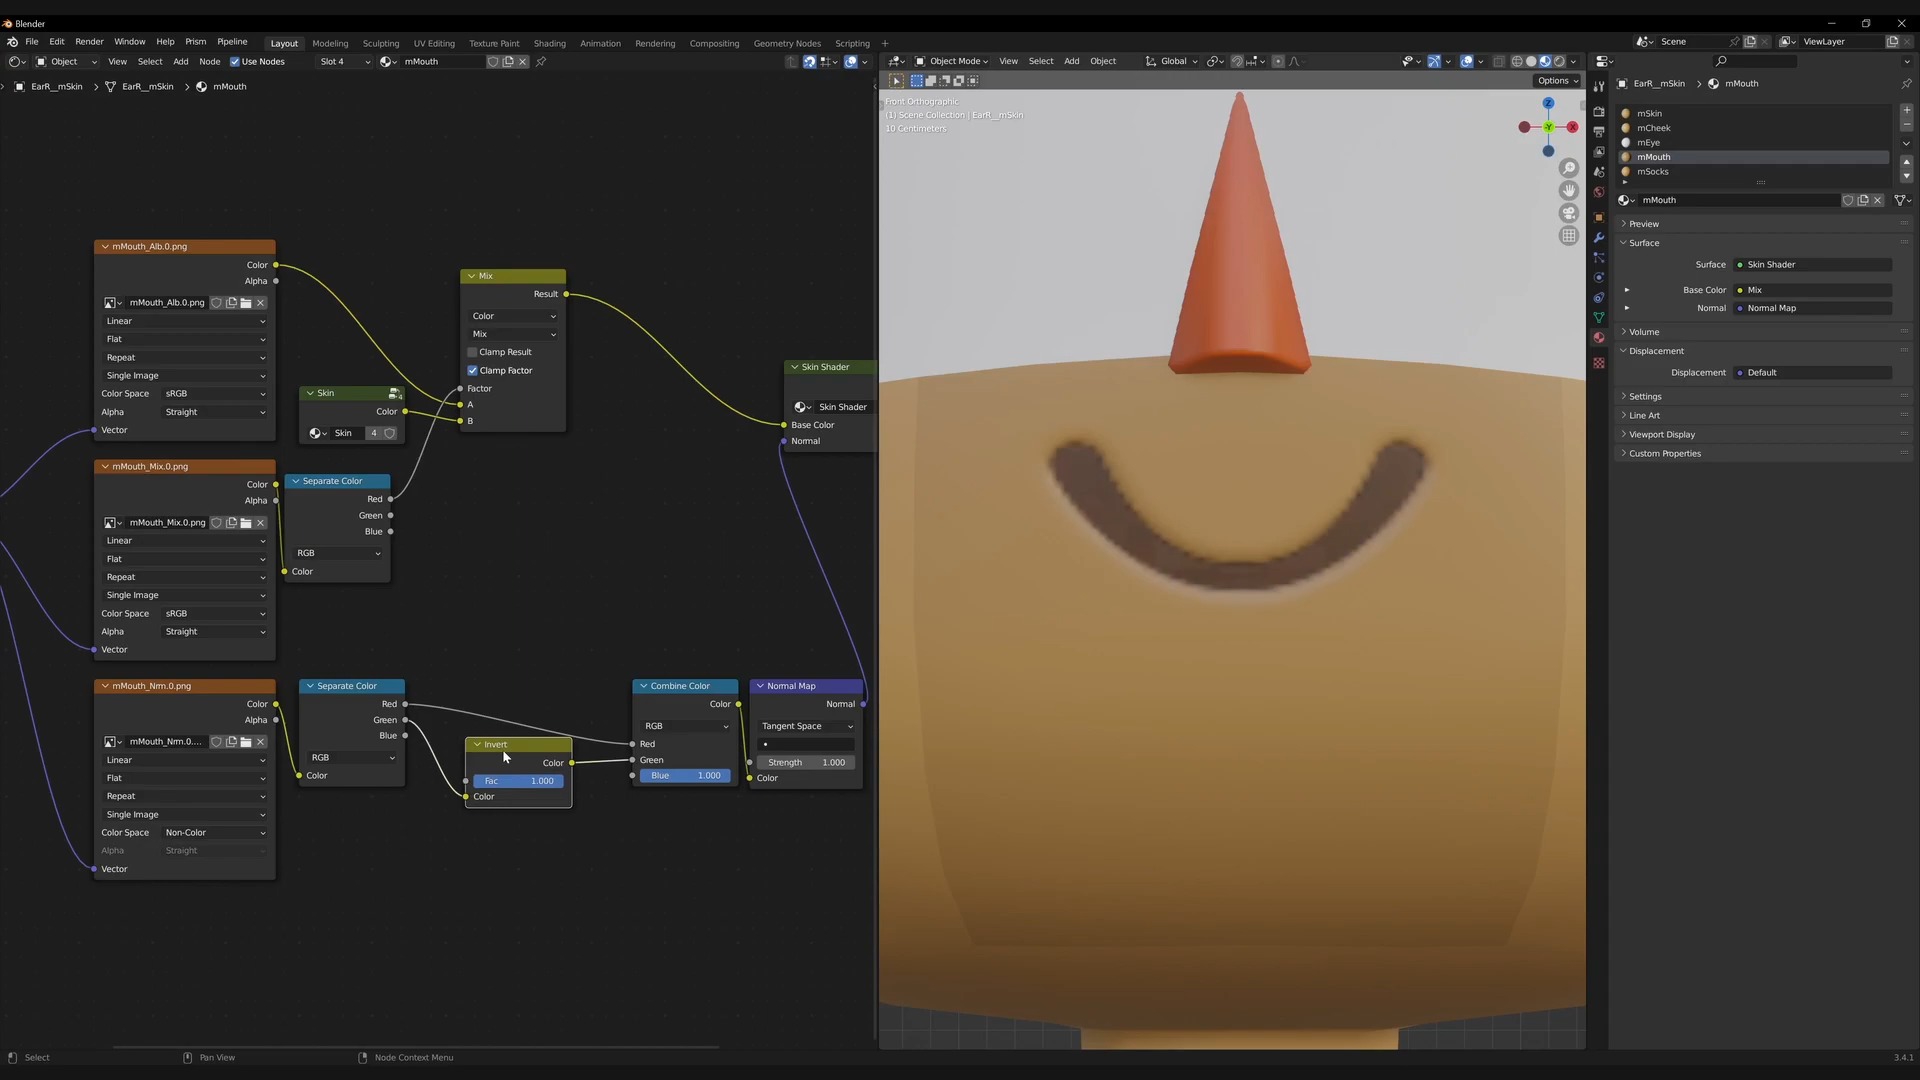 Blender
File Edit Render Window Help Prism Pipeline Layout Modeling Sculpting UV Editing Texture Paint Shading Animation Rendering Compositing Geometry Nodes Scripting + Scene ViewLayer
Object View Select Add Node Use Nodes Slot 4 mMouth
EarR__mSkin > EarR__mSkin > mMouth
mMouth_Alb.0.png
Color
Alpha
mMouth_Alb.0.png
Linear
Flat
Repeat
Single Image
Color Space sRGB
Alpha Straight
Vector
Skin
Color
Skin 4
Mix
Result
Color
Mix
Clamp Result
Clamp Factor
Factor
A
B
Skin Shader
Skin Shader
Base Color
Normal
mMouth_Mix.0.png
Color
Alpha
mMouth_Mix.0.png
Linear
Flat
Repeat
Single Image
Color Space sRGB
Alpha Straight
Vector
Separate Color
Red
Green
Blue
RGB
Color
mMouth_Nrm.0.png
Color
Alpha
mMouth_Nrm.0....
Linear
Flat
Repeat
Single Image
Color Space Non-Color
Alpha Straight
Vector
Separate Color
Red
Green
Blue
RGB
Color
Invert
Color
Fac 1.000
Color
Combine Color
Color
RGB
Red
Green
Blue 1.000
Normal Map
Normal
Tangent Space
Strength 1.000
Color
Object Mode View Select Add Object Global
Options
Front Orthographic
(1) Scene Collection | EarR__mSkin
10 Centimeters
Z
Y
X
EarR__mSkin > mMouth
mSkin
mCheek
mEye
mMouth
mSocks
mMouth
Preview
Surface
Surface Skin Shader
Base Color Mix
Normal Normal Map
Volume
Displacement
Displacement Default
Settings
Line Art
Viewport Display
Custom Properties
Select Pan View Node Context Menu 3.4.1